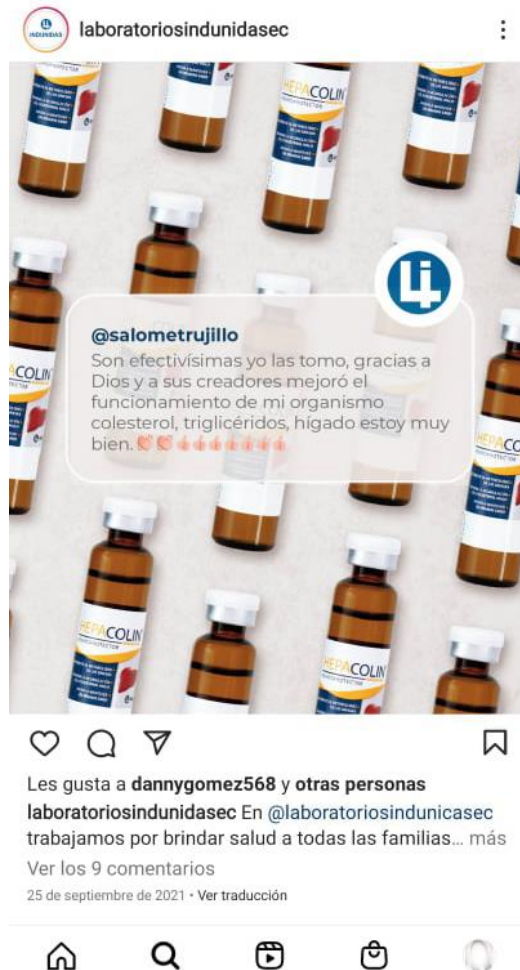 laboratoriosindunidasec
INDUNIDAS
HEPACOLIN
@salometrujillo
Son efectivísimas yo las tomo, gracias a
Dios y a sus creadores mejoró el
funcionamiento de mi organismo
colesterol, triglicéridos, hígado estoy muy
bien.
HEPACOLIN
HEPACOLIN
Les gusta a dannygomez568 y otras personas
laboratoriosindunidasec En @laboratoriosindunicasec
trabajamos por brindar salud a todas las familias... más
Ver los 9 comentarios
25 de septiembre de 2021 • Ver traducción